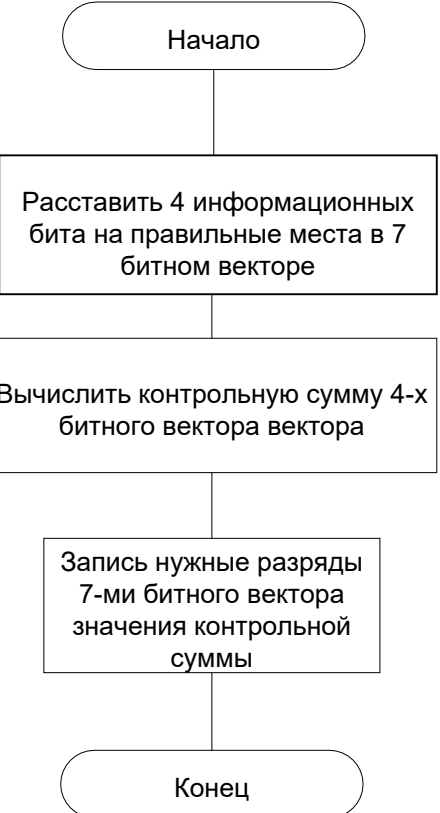 Начало
Расставить 4 информационных
бита на правильные места в 7
битном векторе
Вычислить контрольную сумму 4-х
битного вектора вектора
Запись нужные разряды
7-ми битного вектора
значения контрольной
суммы
Конец